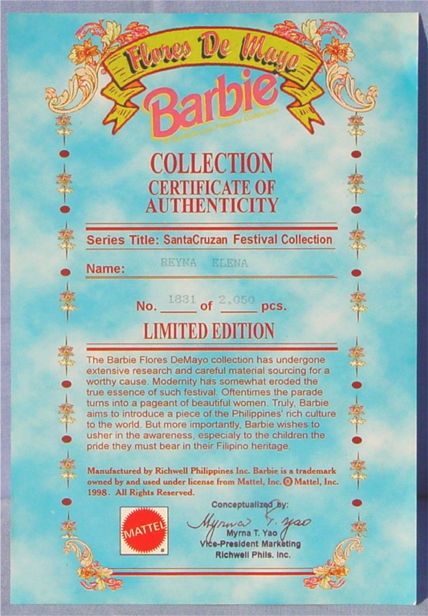 Flores De Mayo
Barbie
COLLECTION
CERTIFICATE OF
AUTHENTICITY
Series Title: SantaCruzan Festival Collection
Name: REYNA ELENA
No. 1831 of 2,050 pcs.
LIMITED EDITION
The Barbie Flores DeMayo collection has undergone
extensive research and careful material sourcing for a
worthy cause. Modernity has somewhat eroded the
true essence of such festival. Oftentimes the parade
turns into a pageant of beautiful women. Truly, Barbie
aims to introduce a piece of the Philippines' rich culture
to the world. But more importantly, Barbie wishes to
usher in the awareness, especialy to the children the
pride they must bear in their Filipino heritage.
Manufactured by Richwell Philippines Inc. Barbie is a trademark
owned by and used under license from Mattel, Inc. © Mattel, Inc.
1998. All Rights Reserved.
MATTEL
Conceptualized by:
Myrna T. Yao
Myrna T. Yao
Vice-President Marketing
Richwell Phils. Inc.